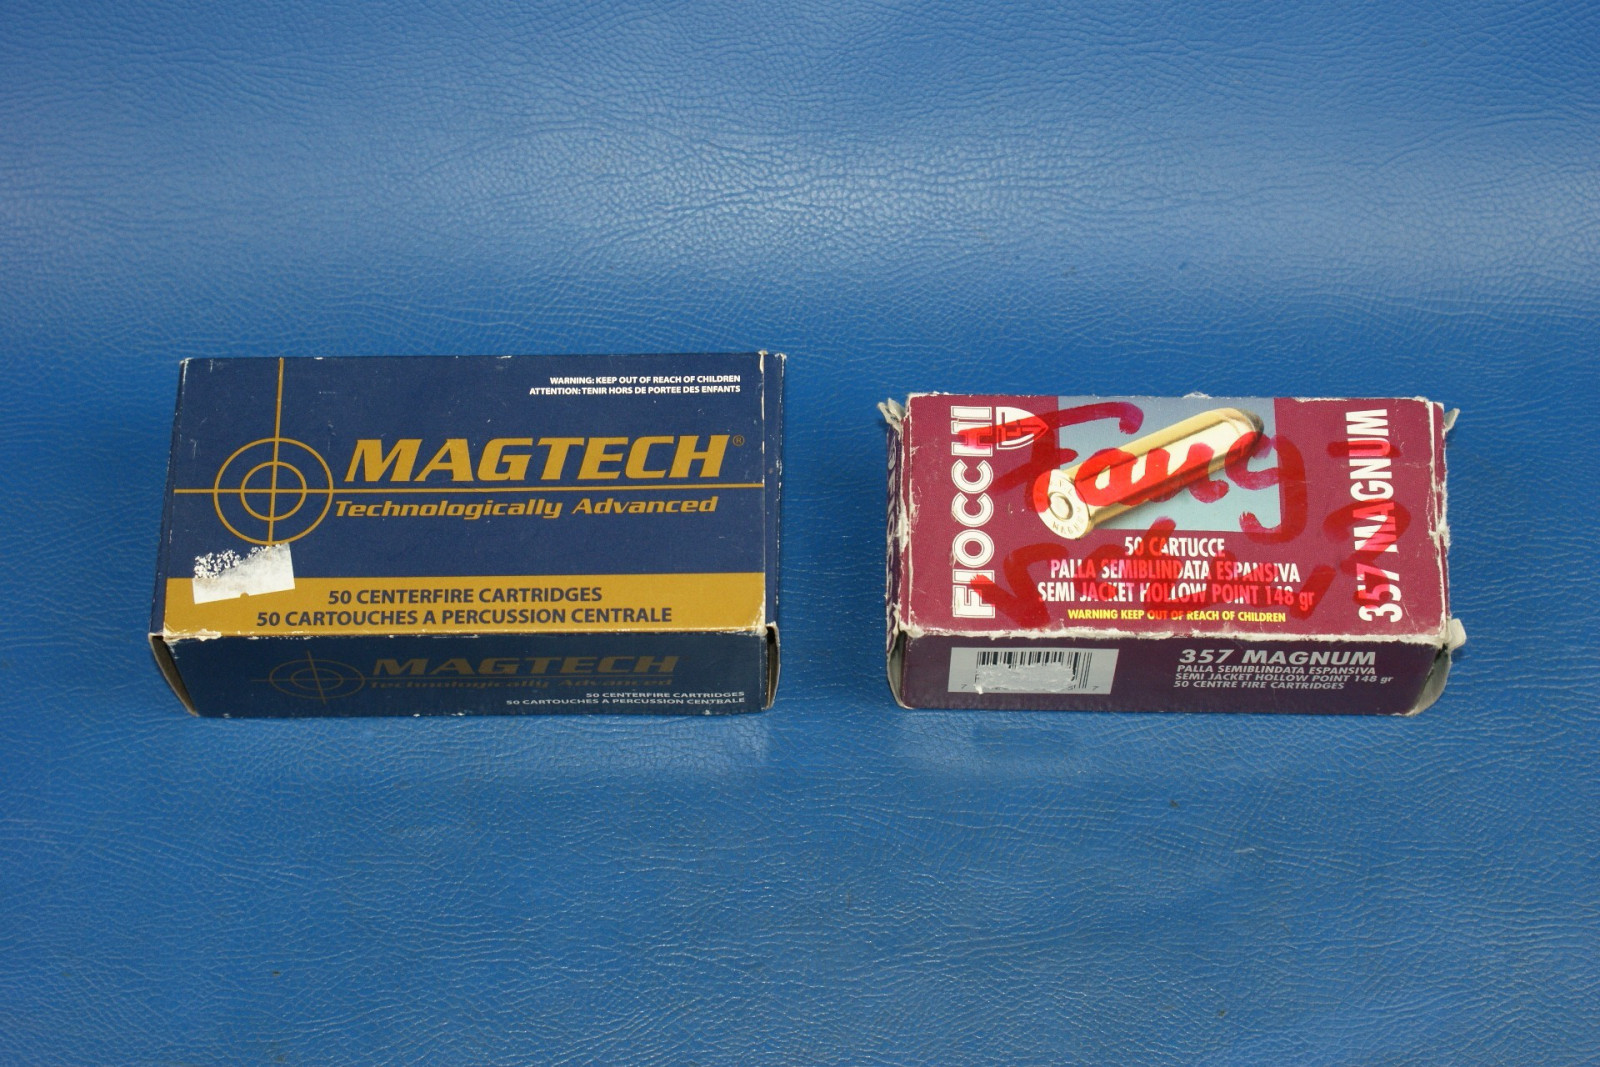 WARNING: KEEP OUT OF REACH OF CHILDREN
ATTENTION: TENIR HORS DE PORTEE DES ENFANTS
MAGTECH®
Technologically Advanced
50 CENTERFIRE CARTRIDGES
50 CARTOUCHES A PERCUSSION CENTRALE
MAGTECH
Technologically Advanced
50 CENTERFIRE CARTRIDGES
50 CARTOUCHES A PERCUSSION CENTRALE
FIOCCHI
50 CARTUCCE
PALLA SEMIBLINDATA ESPANSIVA
SEMI JACKET HOLLOW POINT 148 gr
WARNING KEEP OUT OF REACH OF CHILDREN
357 MAGNUM
357 MAGNUM
PALLA SEMIBLINDATA ESPANSIVA
SEMI JACKET HOLLOW POINT 148 gr
50 CENTRE FIRE CARTRIDGES